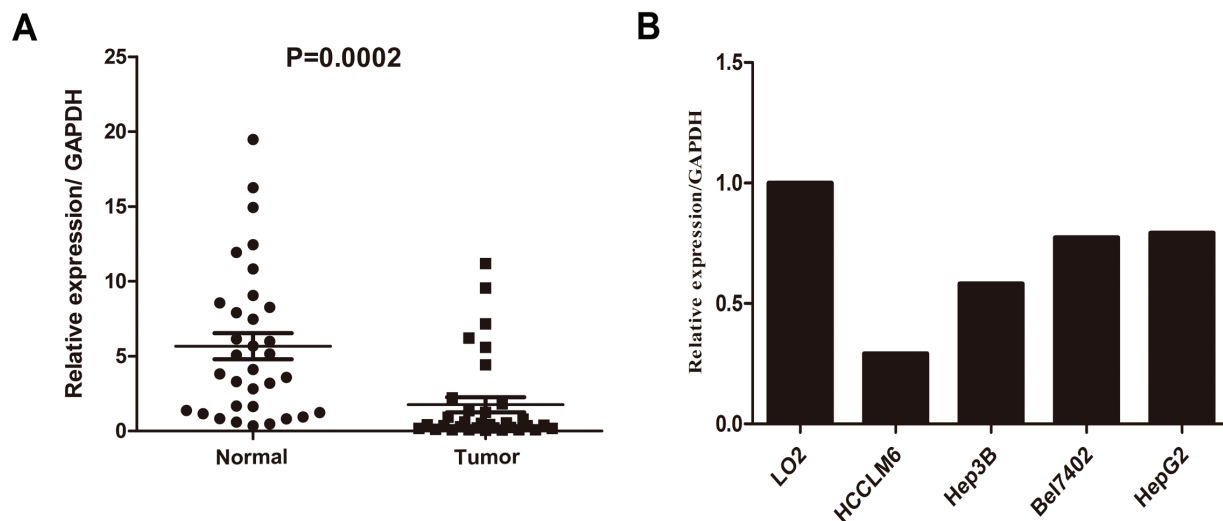 A
P=0.0002
Relative expression/ GAPDH
25
20
15
10
5
0
Normal
Tumor
B
Relative expression/GAPDH
1.5
1.0
0.5
0.0
LO2
HCCLM6
Hep3B
Bel7402
HepG2